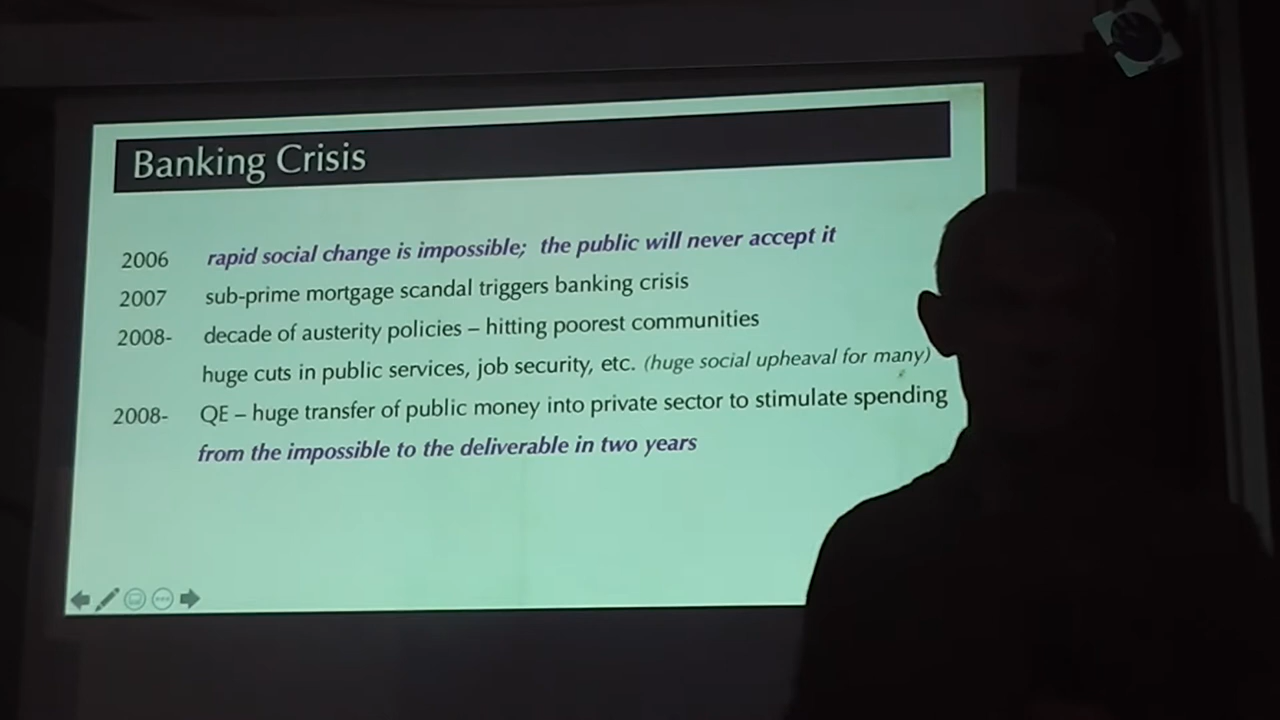 Banking Crisis
2006 rapid social change is impossible; the public will never accept it
2007 sub-prime mortgage scandal triggers banking crisis
2008- decade of austerity policies – hitting poorest communities
huge cuts in public services, job security, etc. (huge social upheaval for many)
2008- QE – huge transfer of public money into private sector to stimulate spending
from the impossible to the deliverable in two years